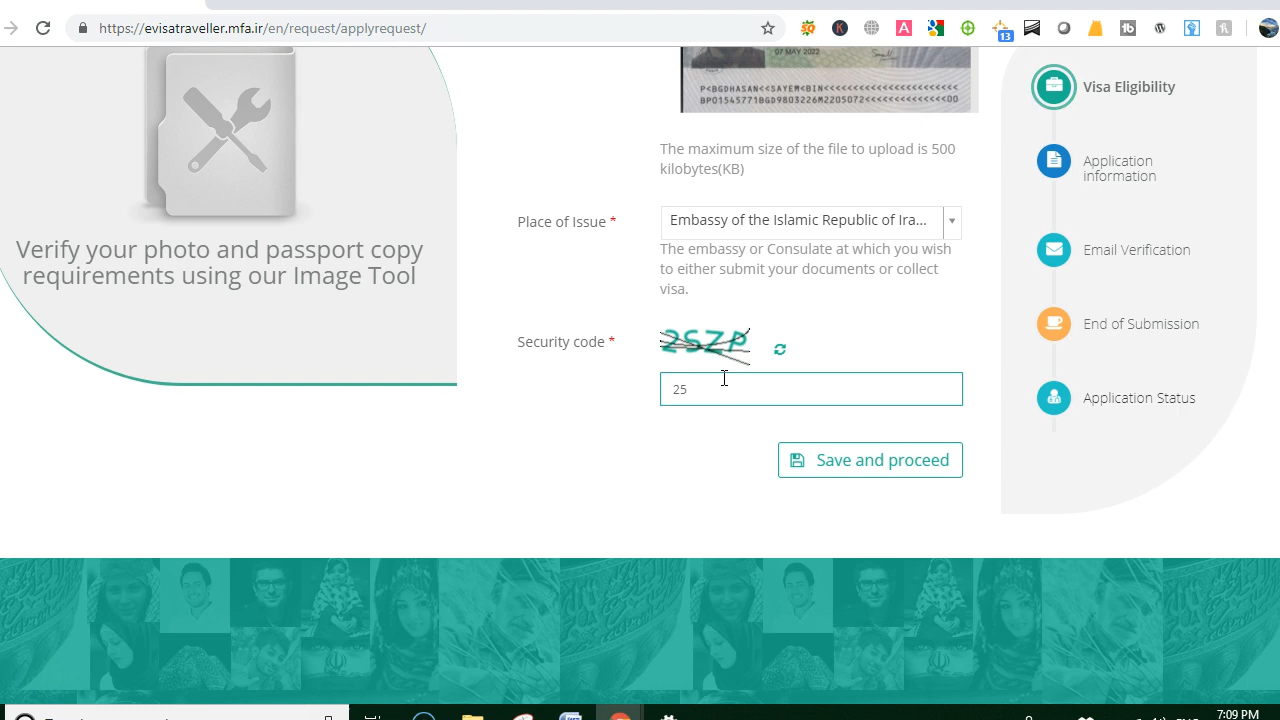 https://evisatraveller.mfa.ir/en/request/applyrequest/
13
07 MAY 2022
P<BGDHASAN<<SAYEM<BIN<<<<<<<<<<<<<<<<<<<<<<<
BP01545771BGD9803226M2205072<<<<<<<<<<<<<<00
The maximum size of the file to upload is 500
kilobytes(KB)
Place of Issue *
Embassy of the Islamic Republic of Ira...
The embassy or Consulate at which you wish
to either submit your documents or collect
visa.
Security code *
2SZP
25
Save and proceed
Verify your photo and passport copy
requirements using our Image Tool
Visa Eligibility
Application
information
Email Verification
End of Submission
Application Status
7:09 PM